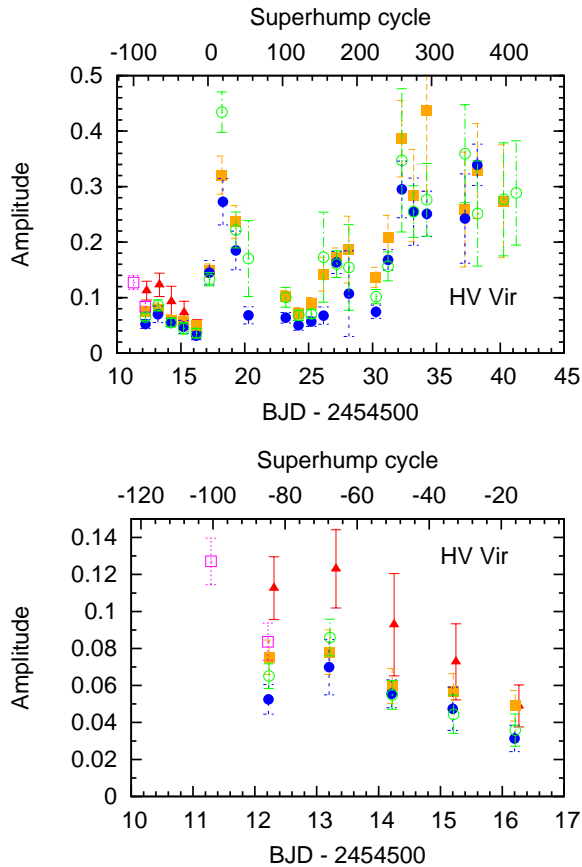 Superhump cycle
-100 0 100 200 300 400
0.5
0.4
0.3
0.2
0.1
0
Amplitude
HV Vir
10 15 20 25 30 35 40 45
BJD - 2454500
Superhump cycle
-120 -100 -80 -60 -40 -20
0.14
0.12
0.1
0.08
0.06
0.04
0.02
0
Amplitude
HV Vir
10 11 12 13 14 15 16 17
BJD - 2454500